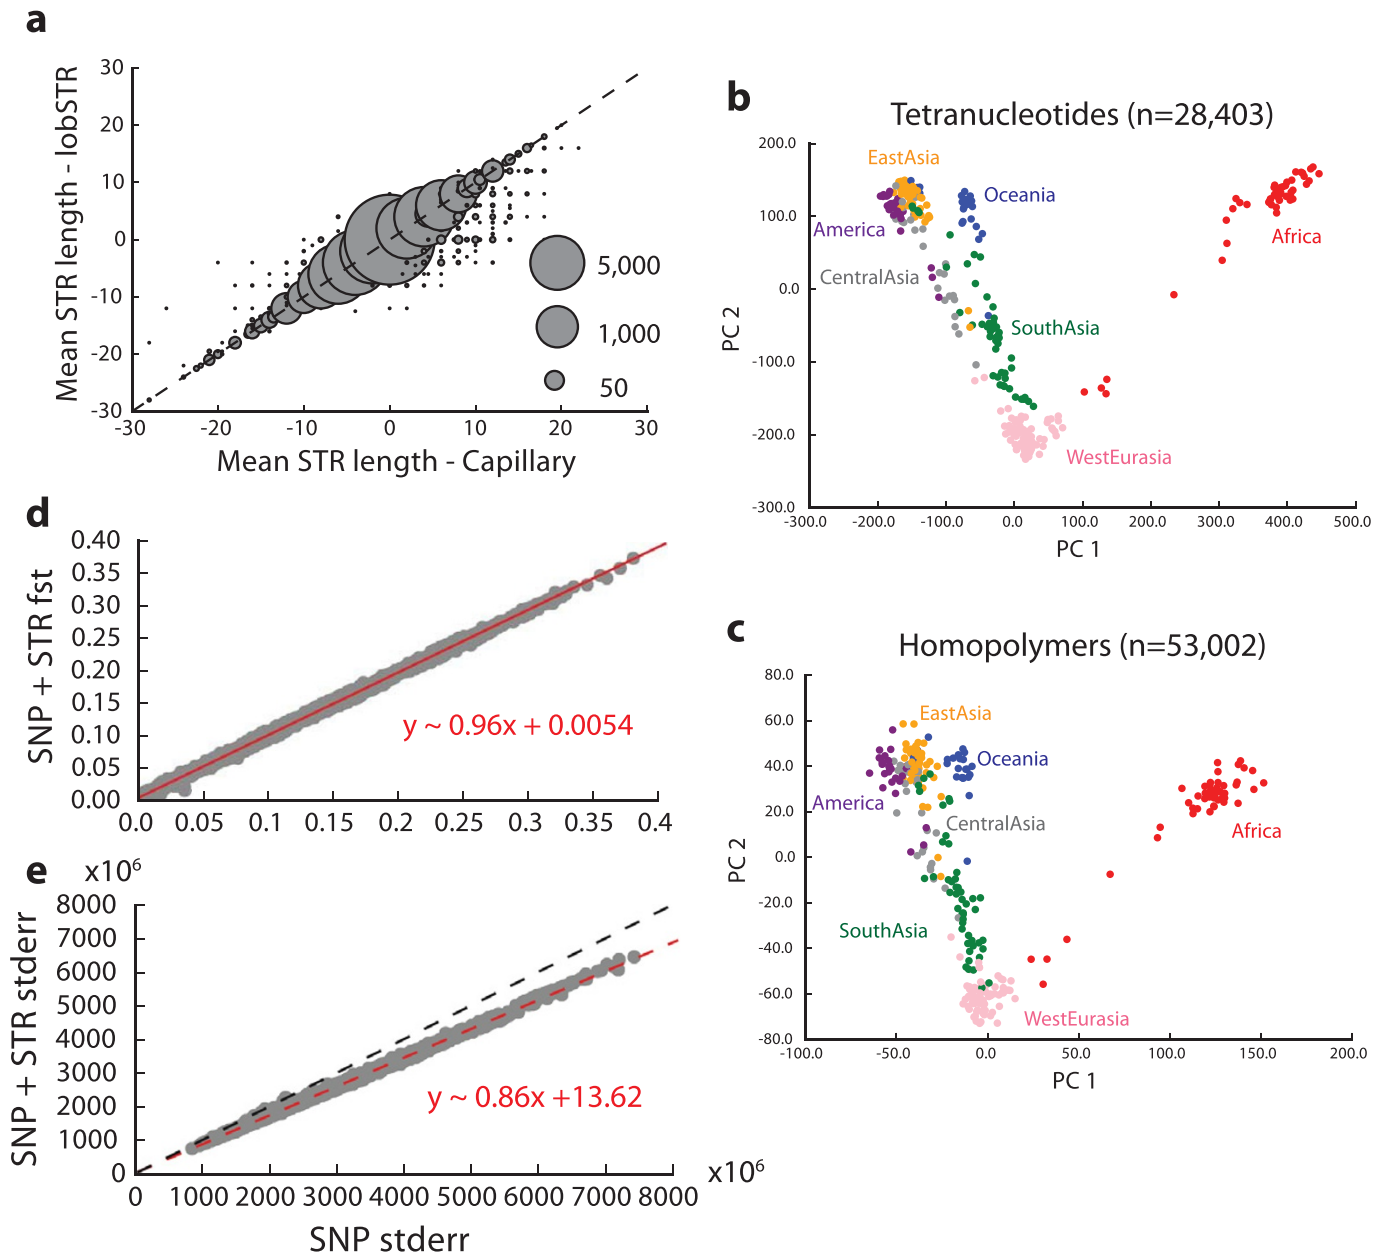 a
Mean STR length - lobSTR
30
20
10
0
-10
-20
-30
-30
-20
-10
0
10
20
30
Mean STR length - Capillary
5,000
1,000
50
b
Tetranucleotides (n=28,403)
200.0
100.0
0.0
-100.0
-200.0
-300.0
PC 2
-300.0
-200.0
-100.0
0.0
100.0
200.0
300.0
400.0
500.0
PC 1
EastAsia
Oceania
America
Africa
CentralAsia
SouthAsia
WestEurasia
c
Homopolymers (n=53,002)
80.0
60.0
40.0
20.0
0.0
-20.0
-40.0
-60.0
-80.0
PC 2
-100.0
-50.0
0.0
50.0
100.0
150.0
200.0
PC 1
EastAsia
Oceania
America
CentralAsia
Africa
SouthAsia
WestEurasia
d
SNP + STR fst
0.40
0.35
0.30
0.25
0.20
0.15
0.10
0.05
0.00
0.0
0.05
0.1
0.15
0.2
0.25
0.3
0.35
0.4
y ~ 0.96x + 0.0054
e
x10⁶
SNP + STR stderr
8000
7000
6000
5000
4000
3000
2000
1000
0
0
1000
2000
3000
4000
5000
6000
7000
8000
x10⁶
SNP stderr
y ~ 0.86x +13.62